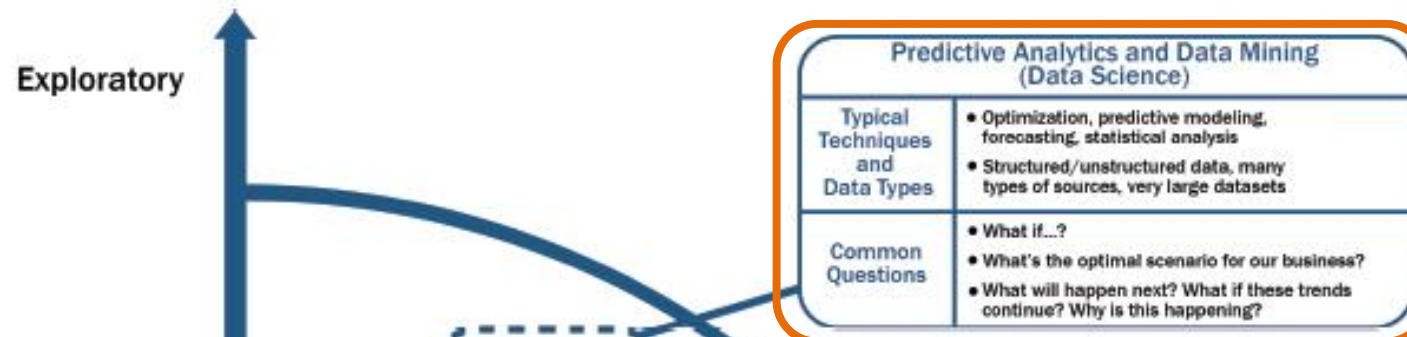 Exploratory
Predictive Analytics and Data Mining
(Data Science)
Typical
Techniques
and
Data Types
• Optimization, predictive modeling,
forecasting, statistical analysis
• Structured/unstructured data, many
types of sources, very large datasets
Common
Questions
• What if...?
• What's the optimal scenario for our business?
• What will happen next? What if these trends
continue? Why is this happening?